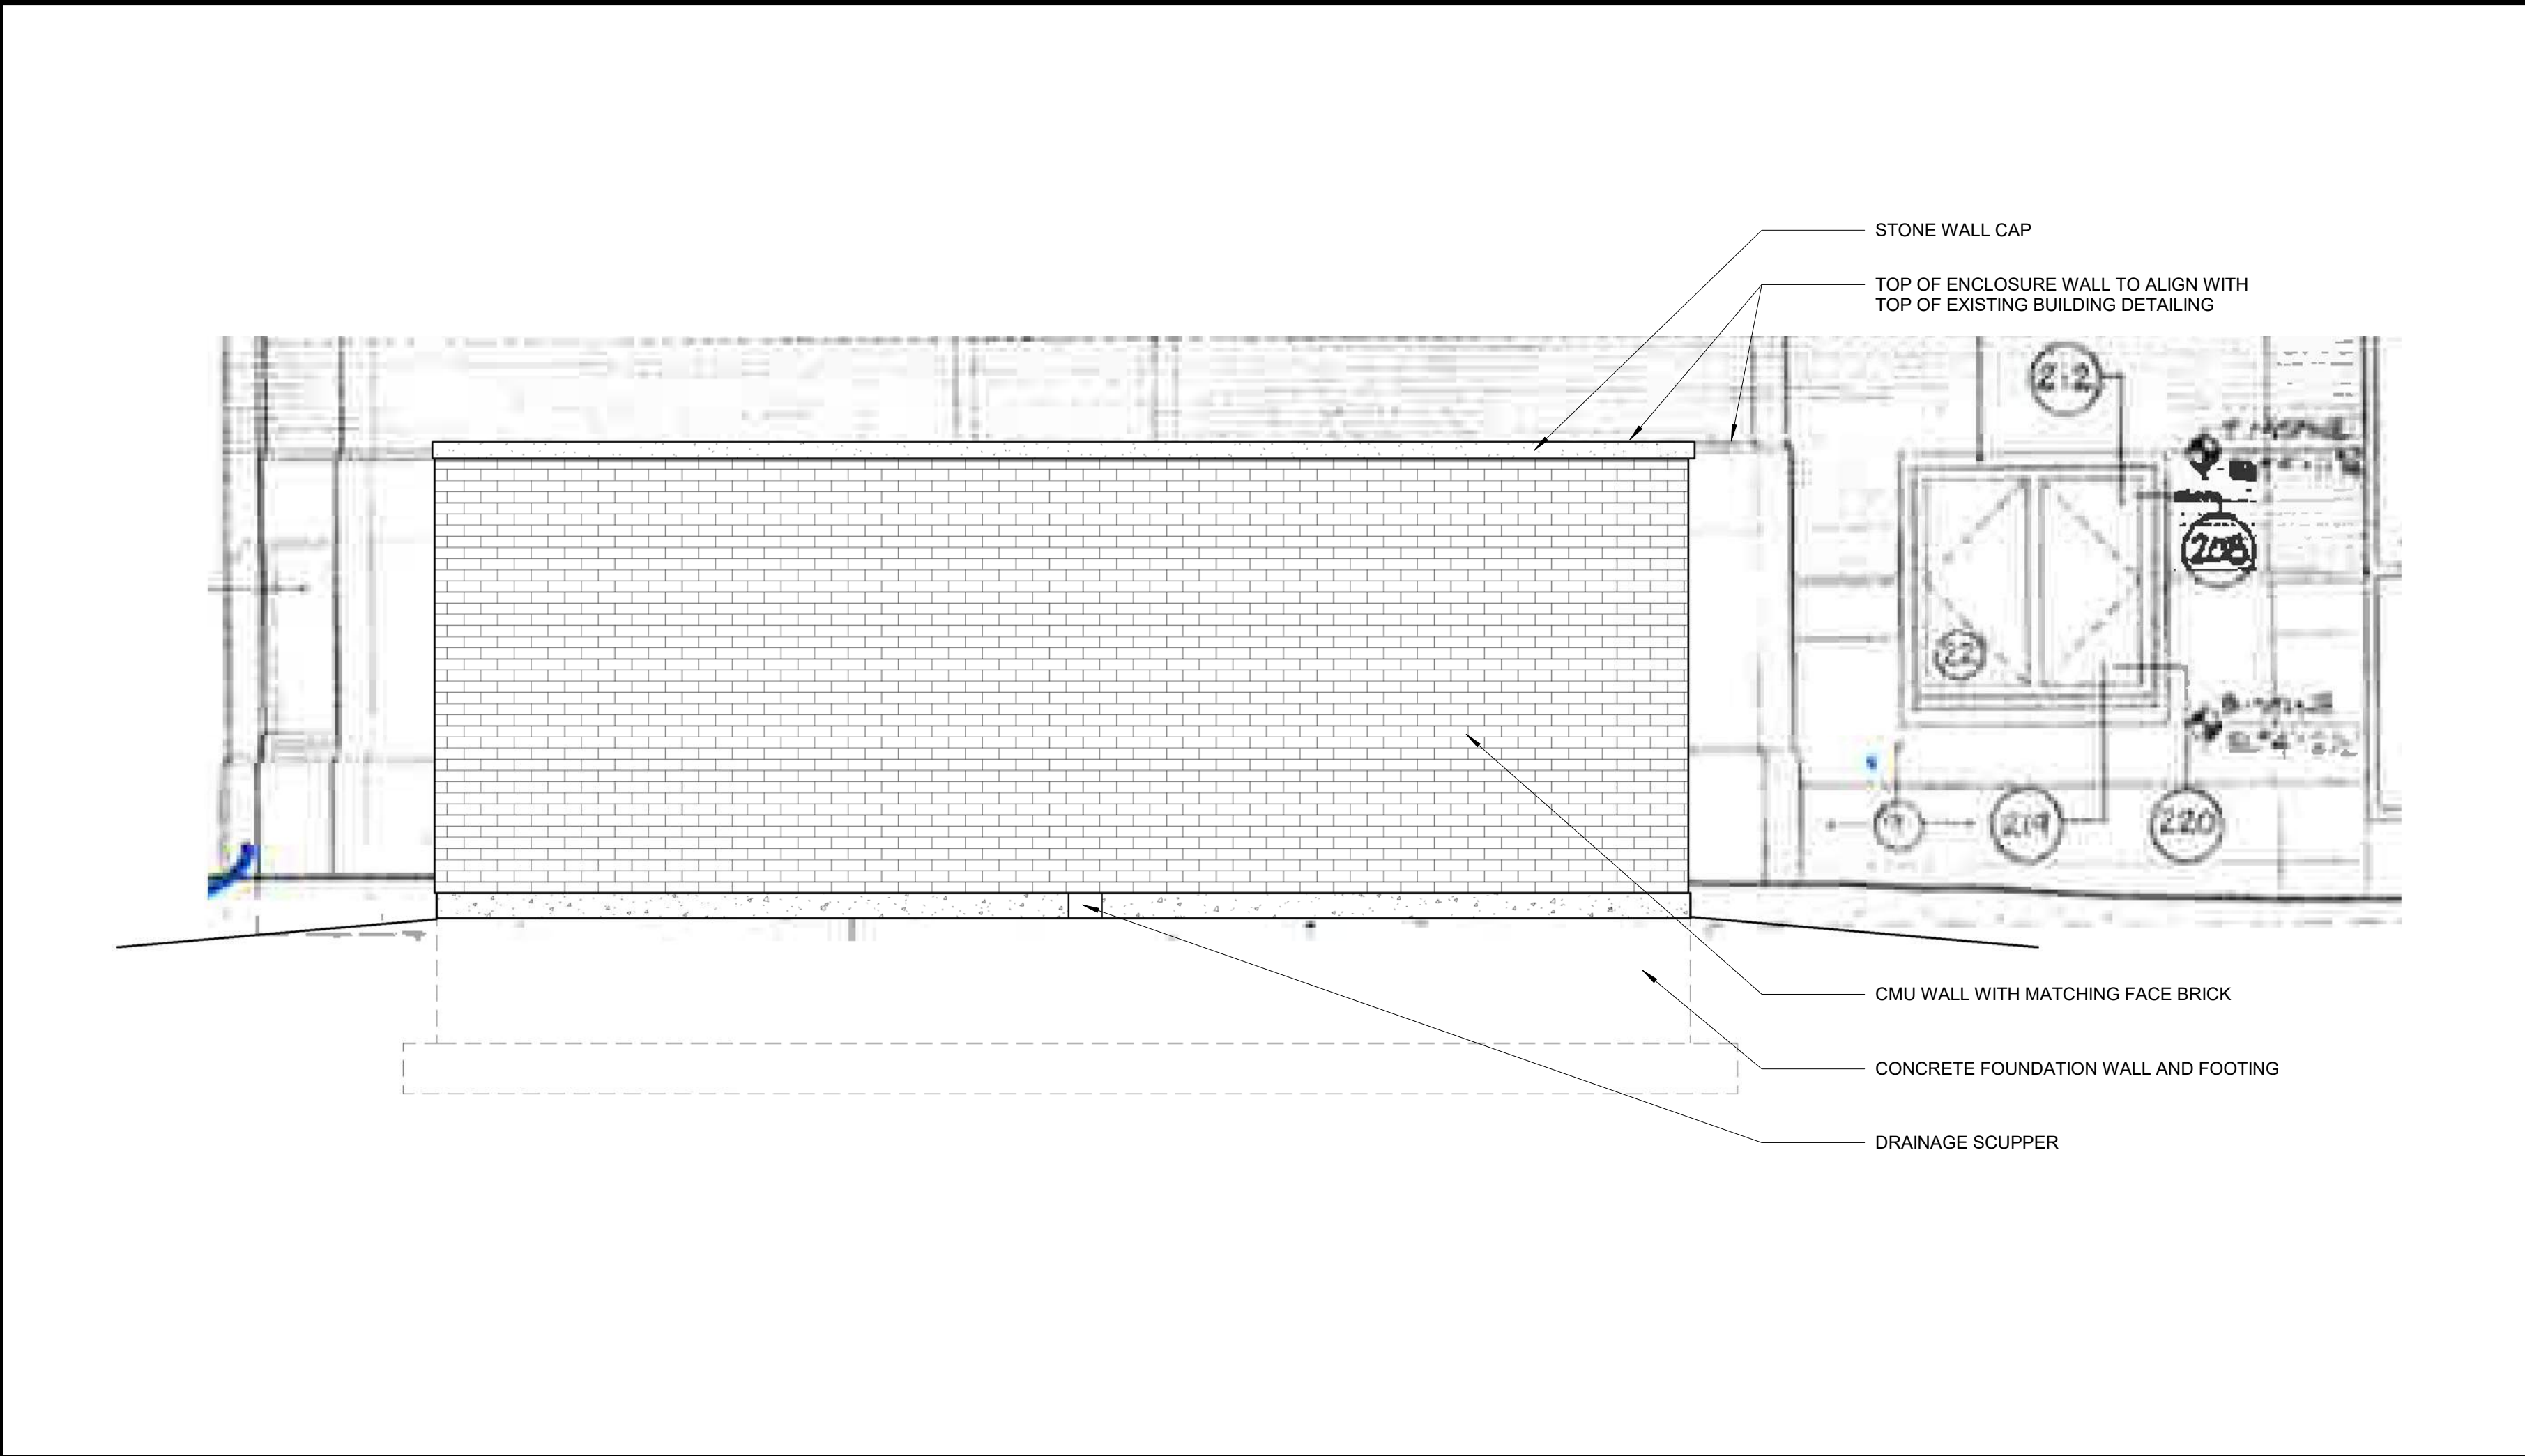 STONE WALL CAP
TOP OF ENCLOSURE WALL TO ALIGN WITH
TOP OF EXISTING BUILDING DETAILING
212
208
22
219
220
CMU WALL WITH MATCHING FACE BRICK
CONCRETE FOUNDATION WALL AND FOOTING
DRAINAGE SCUPPER